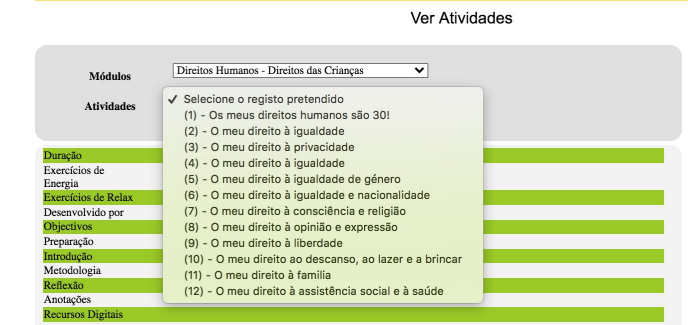 Ver Atividades
Módulos
Direitos Humanos - Direitos das Crianças
Atividades
✓ Selecione o registo pretendido
(1) - Os meus direitos humanos são 30!
(2) - O meu direito à igualdade
(3) - O meu direito à privacidade
(4) - O meu direito à igualdade
(5) - O meu direito à igualdade de género
(6) - O meu direito à igualdade e nacionalidade
(7) - O meu direito à consciência e religião
(8) - O meu direito à opinião e expressão
(9) - O meu direito à liberdade
(10) - O meu direito ao descanso, ao lazer e a brincar
(11) - O meu direito à familia
(12) - O meu direito à assistência social e à saúde
Duração
Exercícios de
Energia
Exercícios de Relax
Desenvolvido por
Objectivos
Preparação
Introdução
Metodologia
Reflexão
Anotações
Recursos Digitais